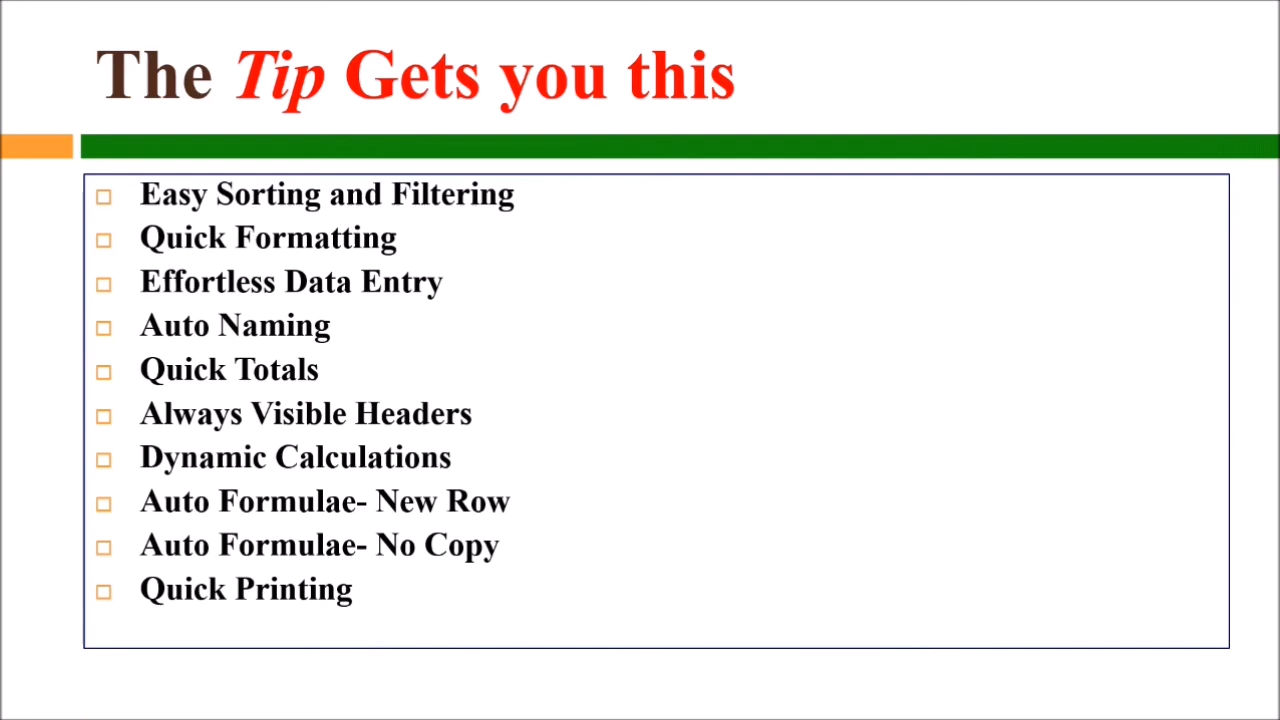 The Tip Gets you this
Easy Sorting and Filtering
Quick Formatting
Effortless Data Entry
Auto Naming
Quick Totals
Always Visible Headers
Dynamic Calculations
Auto Formulae- New Row
Auto Formulae- No Copy
Quick Printing